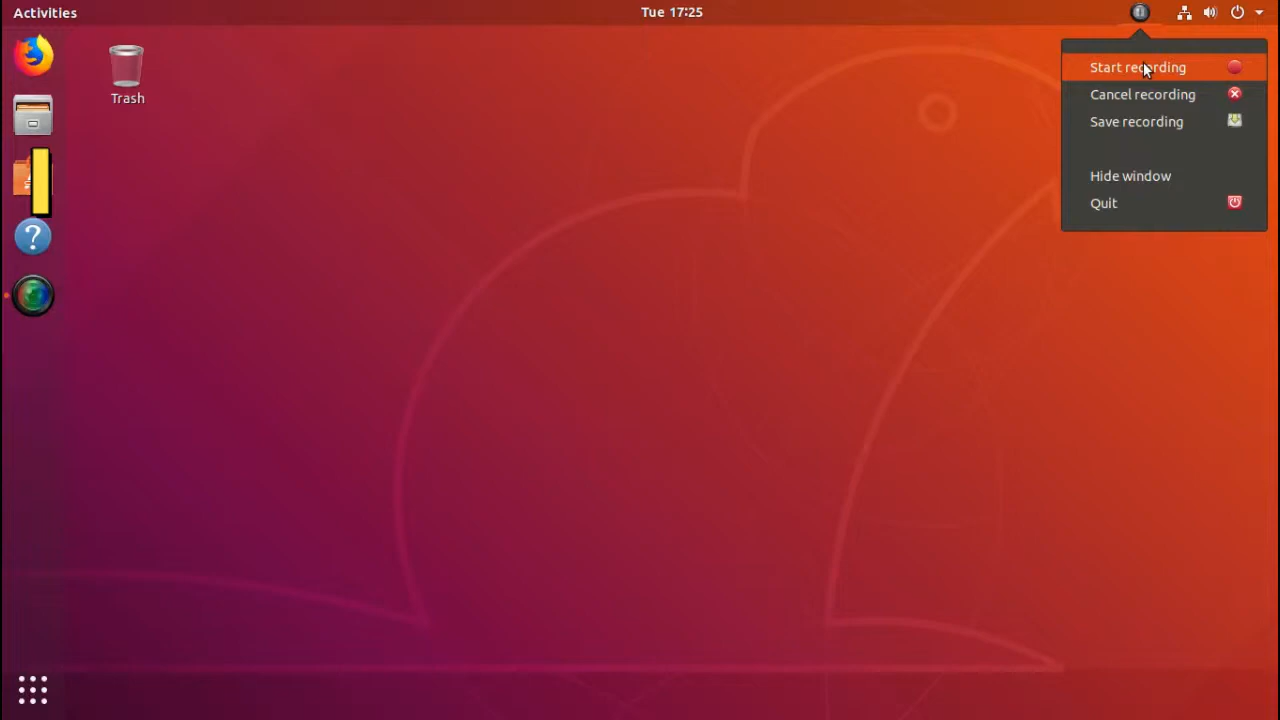 Activities
Tue 17:25
Trash
Start recording
Cancel recording
Save recording
Hide window
Quit